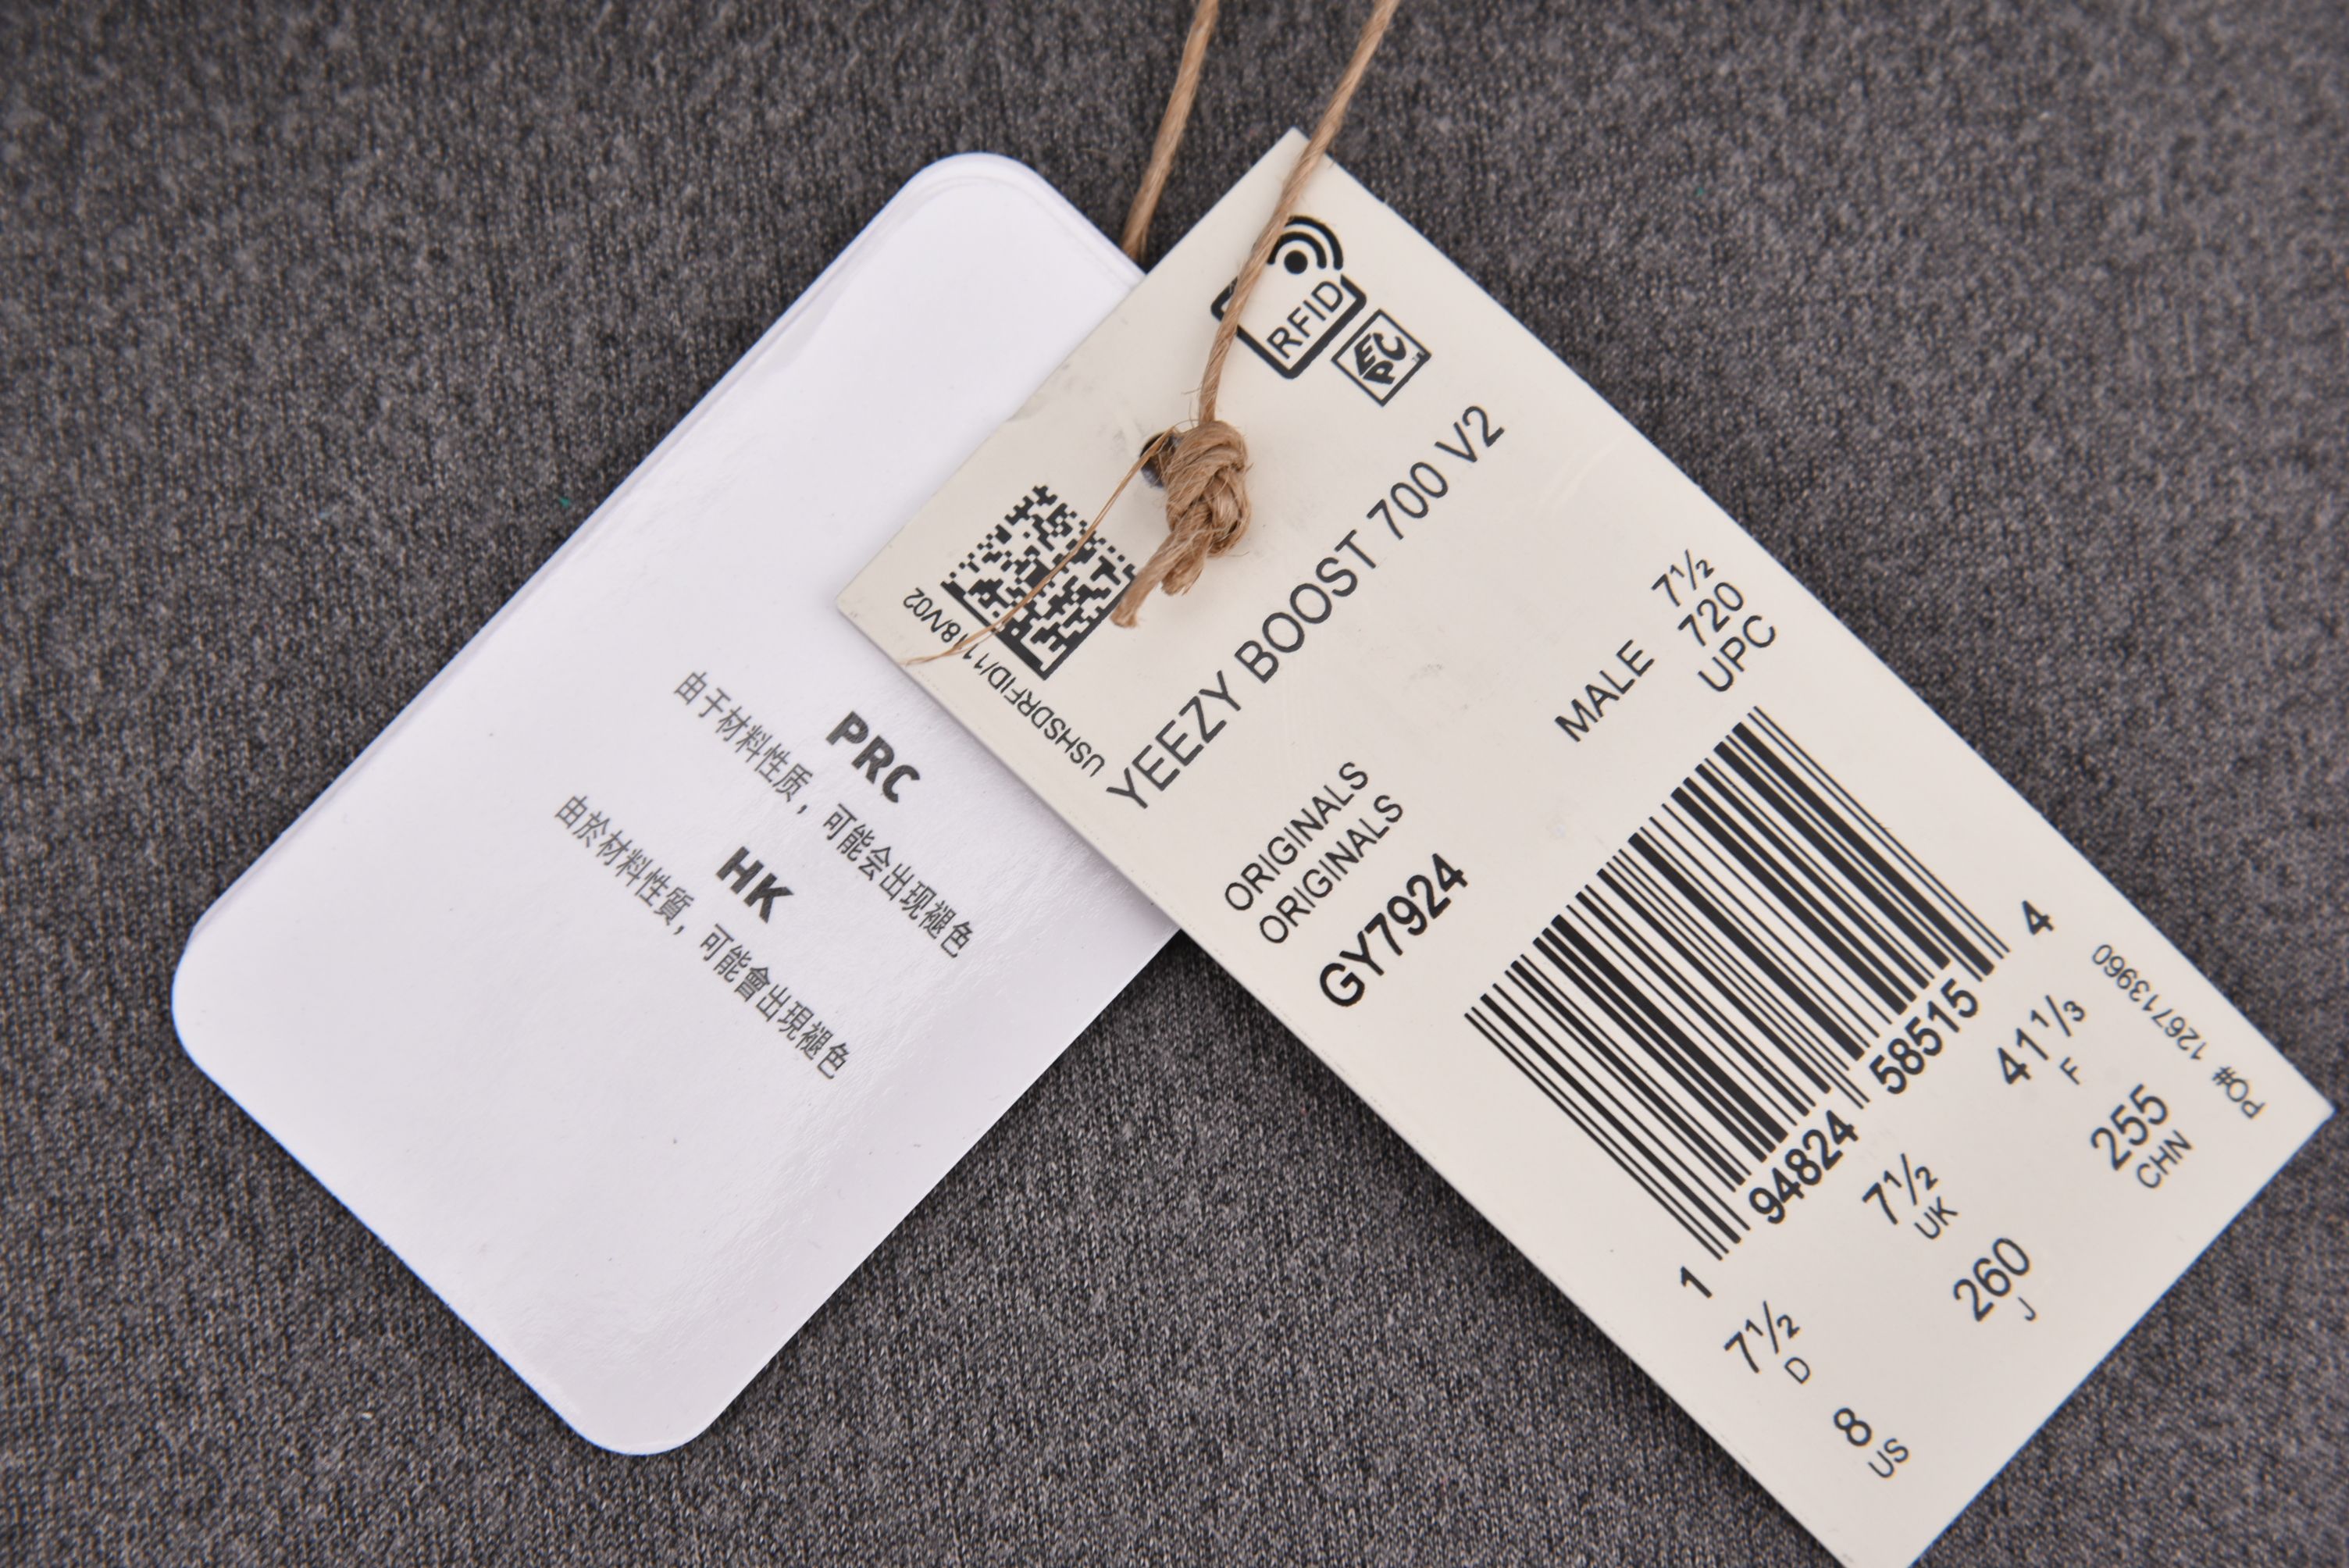 PRC
由于材料性质，可能会出现褪色
HK
由於材料性質，可能會出現褪色
RFID
EPC
USHSDRFID/1118/V02
YEEZY BOOST 700 V2
ORIGINALS
ORIGINALS
GY7924
MALE
7½
720
UPC
1 94824 58515 4
7½ D
7½ UK
41⅓ F
8 US
260 J
255 CHN
PO# 126713960